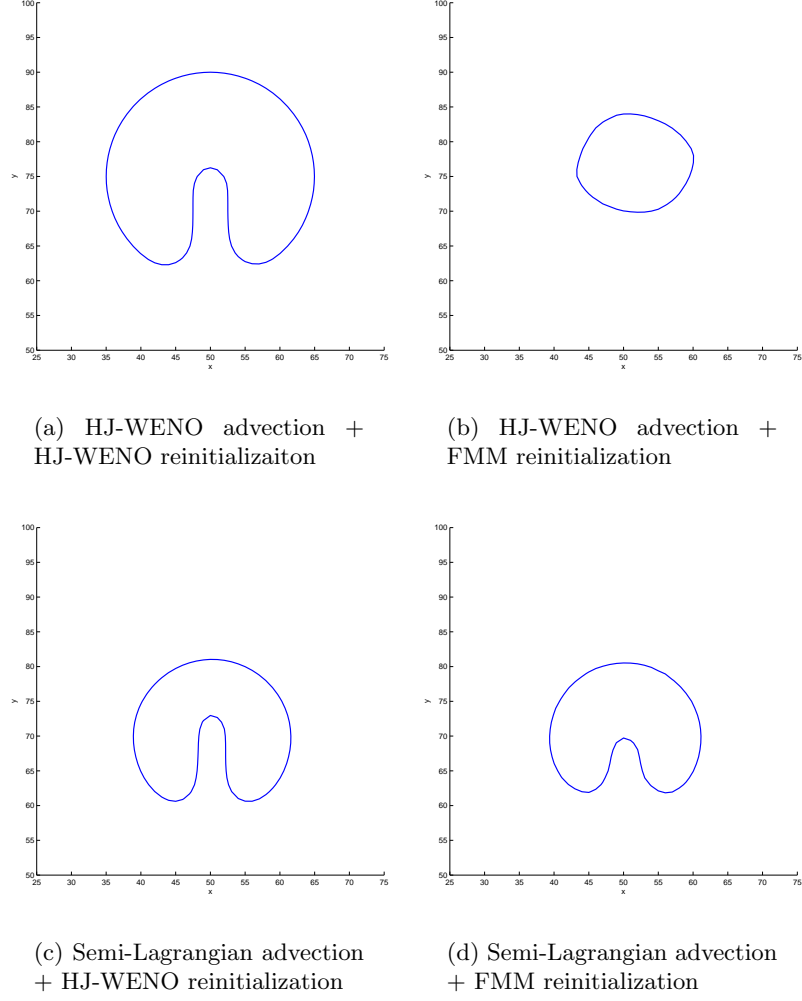 100
95
90
85
80
75
70
65
60
55
50
y
25 30 35 40 45 50 55 60 65 70 75
x
100
95
90
85
80
75
70
65
60
55
50
y
25 30 35 40 45 50 55 60 65 70 75
x
(a) HJ-WENO advection +
HJ-WENO reinitializaiton
(b) HJ-WENO advection +
FMM reinitialization
100
95
90
85
80
75
70
65
60
55
50
y
25 30 35 40 45 50 55 60 65 70 75
x
100
95
90
85
80
75
70
65
60
55
50
y
25 30 35 40 45 50 55 60 65 70 75
x
(c) Semi-Lagrangian advection
+ HJ-WENO reinitialization
(d) Semi-Lagrangian advection
+ FMM reinitialization